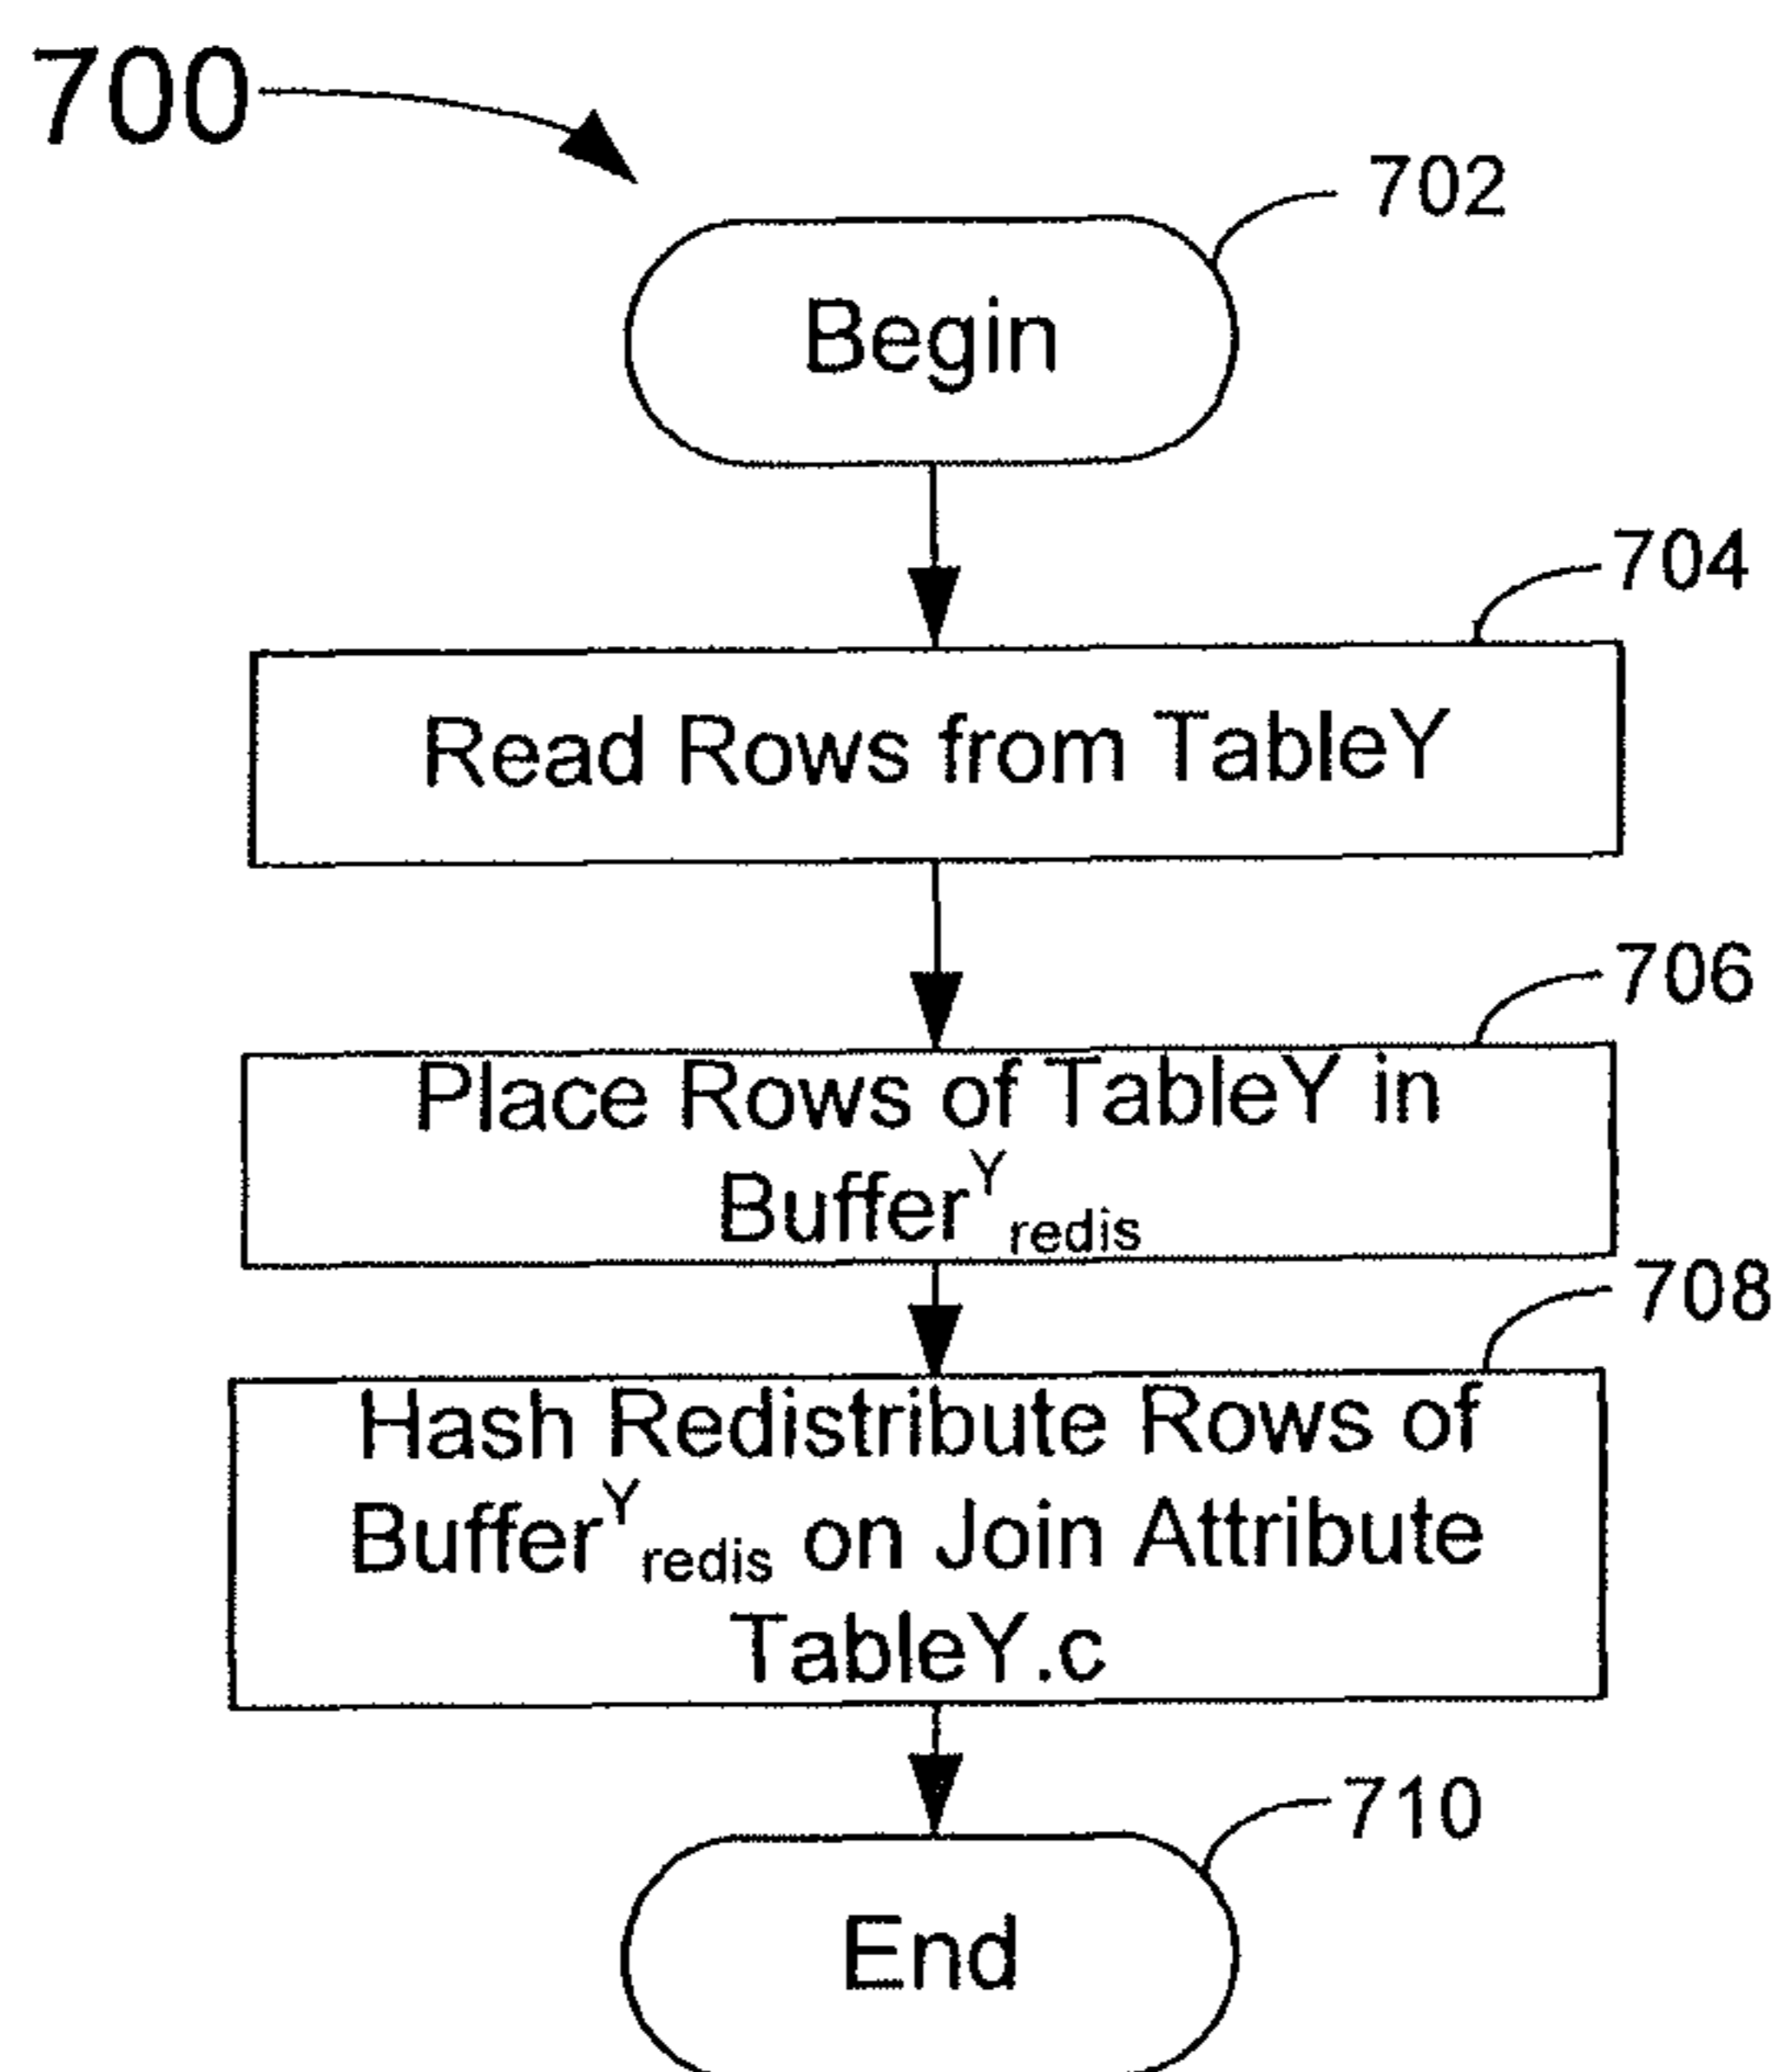 700
702
Begin
704
Read Rows from TableY
706
Place Rows of TableY in
Buffer^Y_redis
708
Hash Redistribute Rows of
Buffer^Y_redis on Join Attribute
TableY.c
710
End